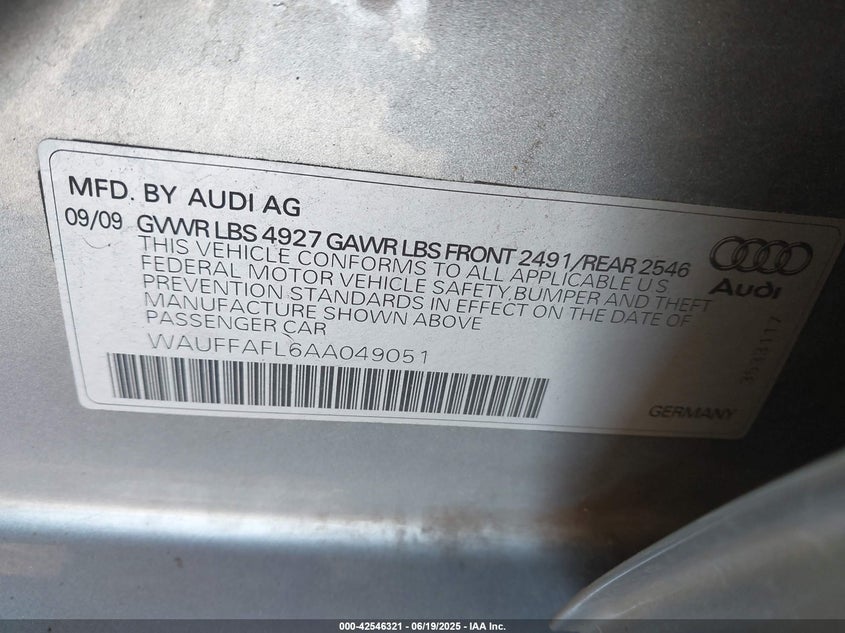 MFD. BY AUDI AG
09/09 GVWR LBS 4927 GAWR LBS FRONT 2491/REAR 2546
THIS VEHICLE CONFORMS TO ALL APPLICABLE U S
FEDERAL MOTOR VEHICLE SAFETY,BUMPER AND THEFT
PREVENTION STANDARDS IN EFFECT ON THE DATE OF
MANUFACTURE SHOWN ABOVE
PASSENGER CAR
WAUFFAFL6AA049051
Audi
3533117
GERMANY
000-42546321 - 06/19/2025 - IAA Inc.